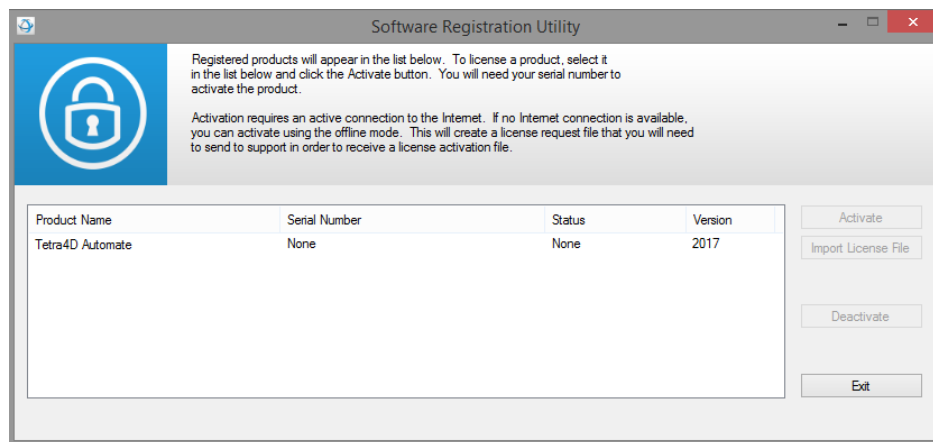 Software Registration Utility
Registered products will appear in the list below. To license a product, select it
in the list below and click the Activate button. You will need your serial number to
activate the product.
Activation requires an active connection to the Internet. If no Internet connection is available,
you can activate using the offline mode. This will create a license request file that you will need
to send to support in order to receive a license activation file.
Product Name Serial Number Status Version
Tetra4D Automate None None 2017
Activate
Import License File
Deactivate
Exit